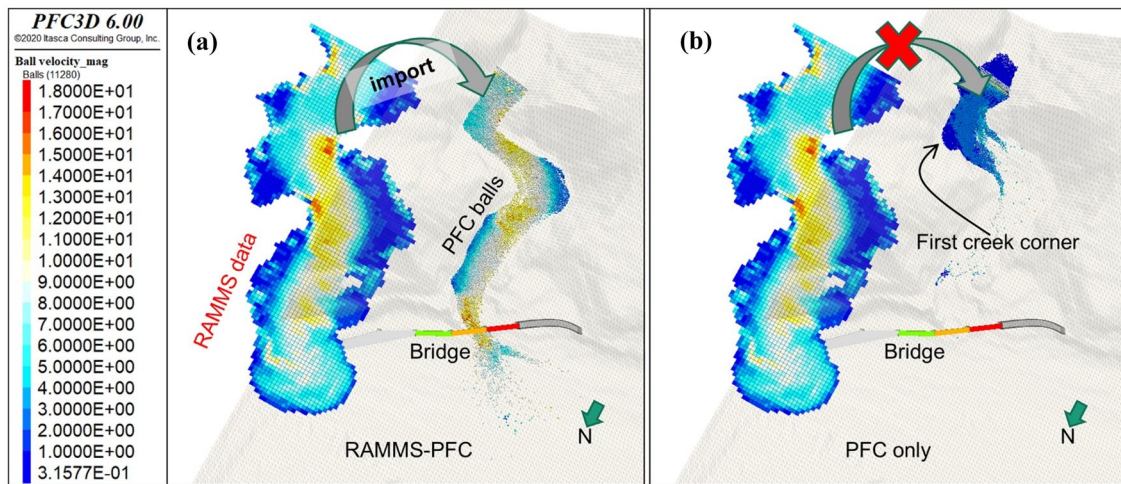 PFC3D 6.00
©2020 Itasca Consulting Group, Inc.
Ball velocity_mag
Balls (11280)
1.8000E+01
1.7000E+01
1.6000E+01
1.5000E+01
1.4000E+01
1.3000E+01
1.2000E+01
1.1000E+01
1.0000E+01
9.0000E+00
8.0000E+00
7.0000E+00
6.0000E+00
5.0000E+00
4.0000E+00
3.0000E+00
2.0000E+00
1.0000E+00
3.1577E-01
(a)
import
PFC balls
RAMMS data
Bridge
N
RAMMS-PFC
(b)
First creek corner
Bridge
N
PFC only